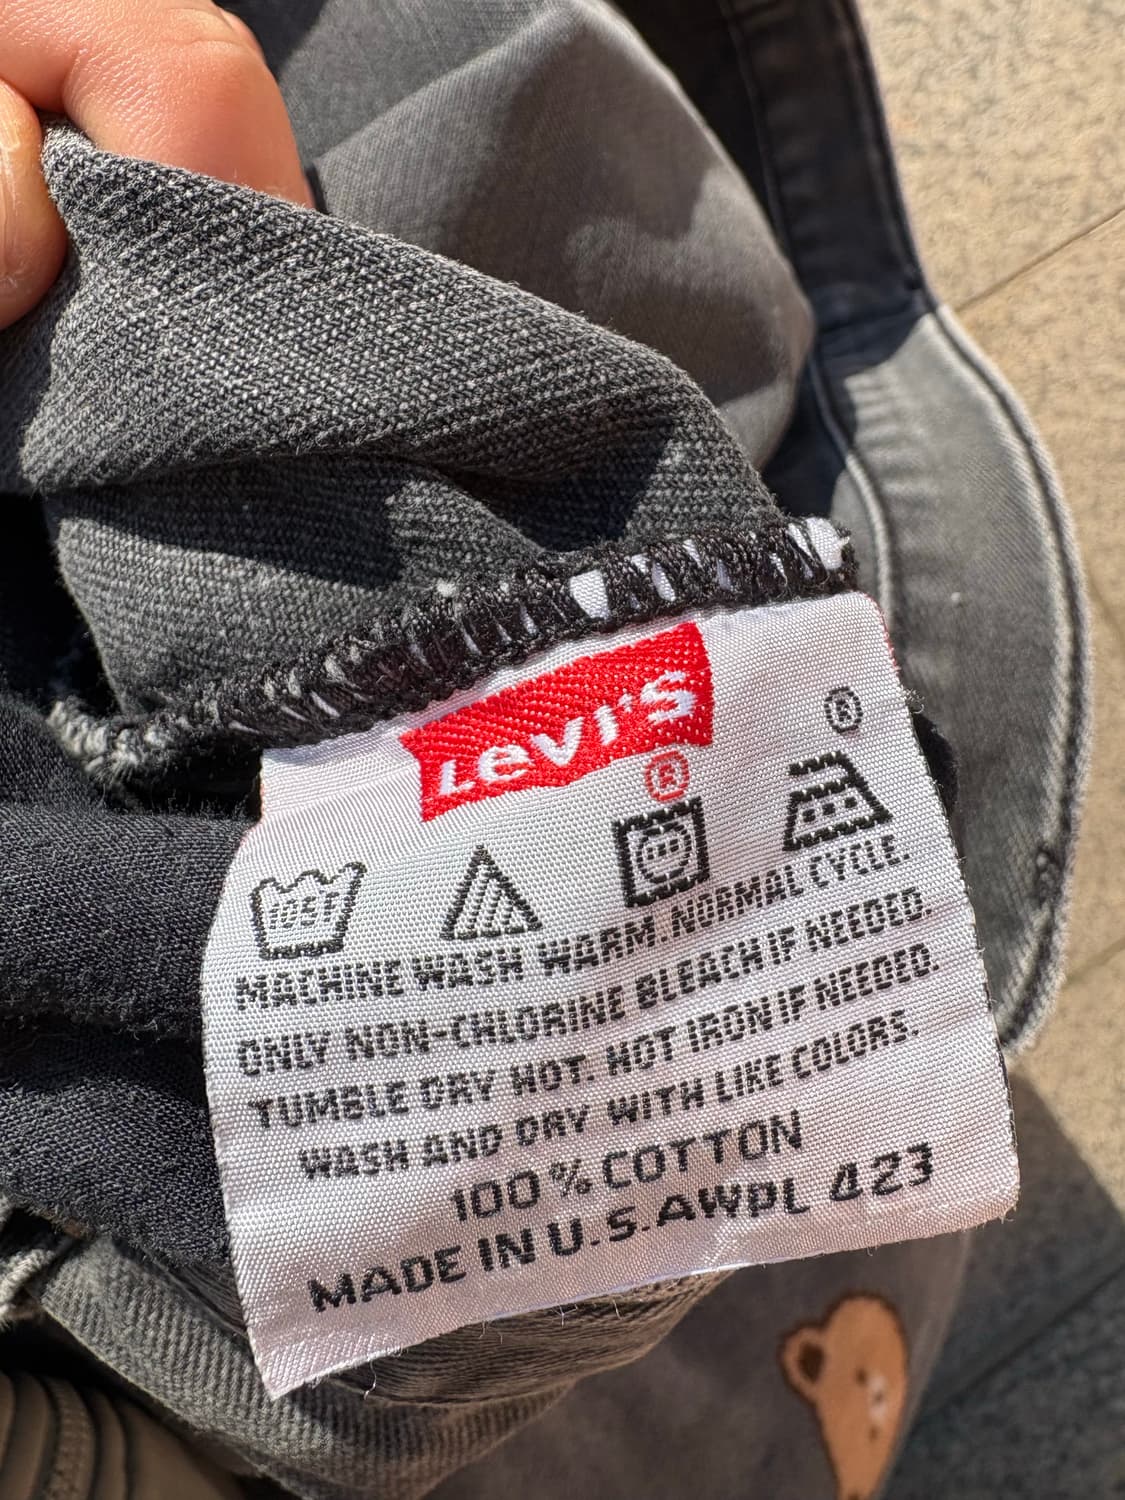 Levi's
®
®
105F
MACHINE WASH WARM. NORMAL CYCLE.
ONLY NON-CHLORINE BLEACH IF NEEDED.
TUMBLE DRY HOT. HOT IRON IF NEEDED.
WASH AND DRY WITH LIKE COLORS.
100% COTTON
MADE IN U.S.A WPL 423